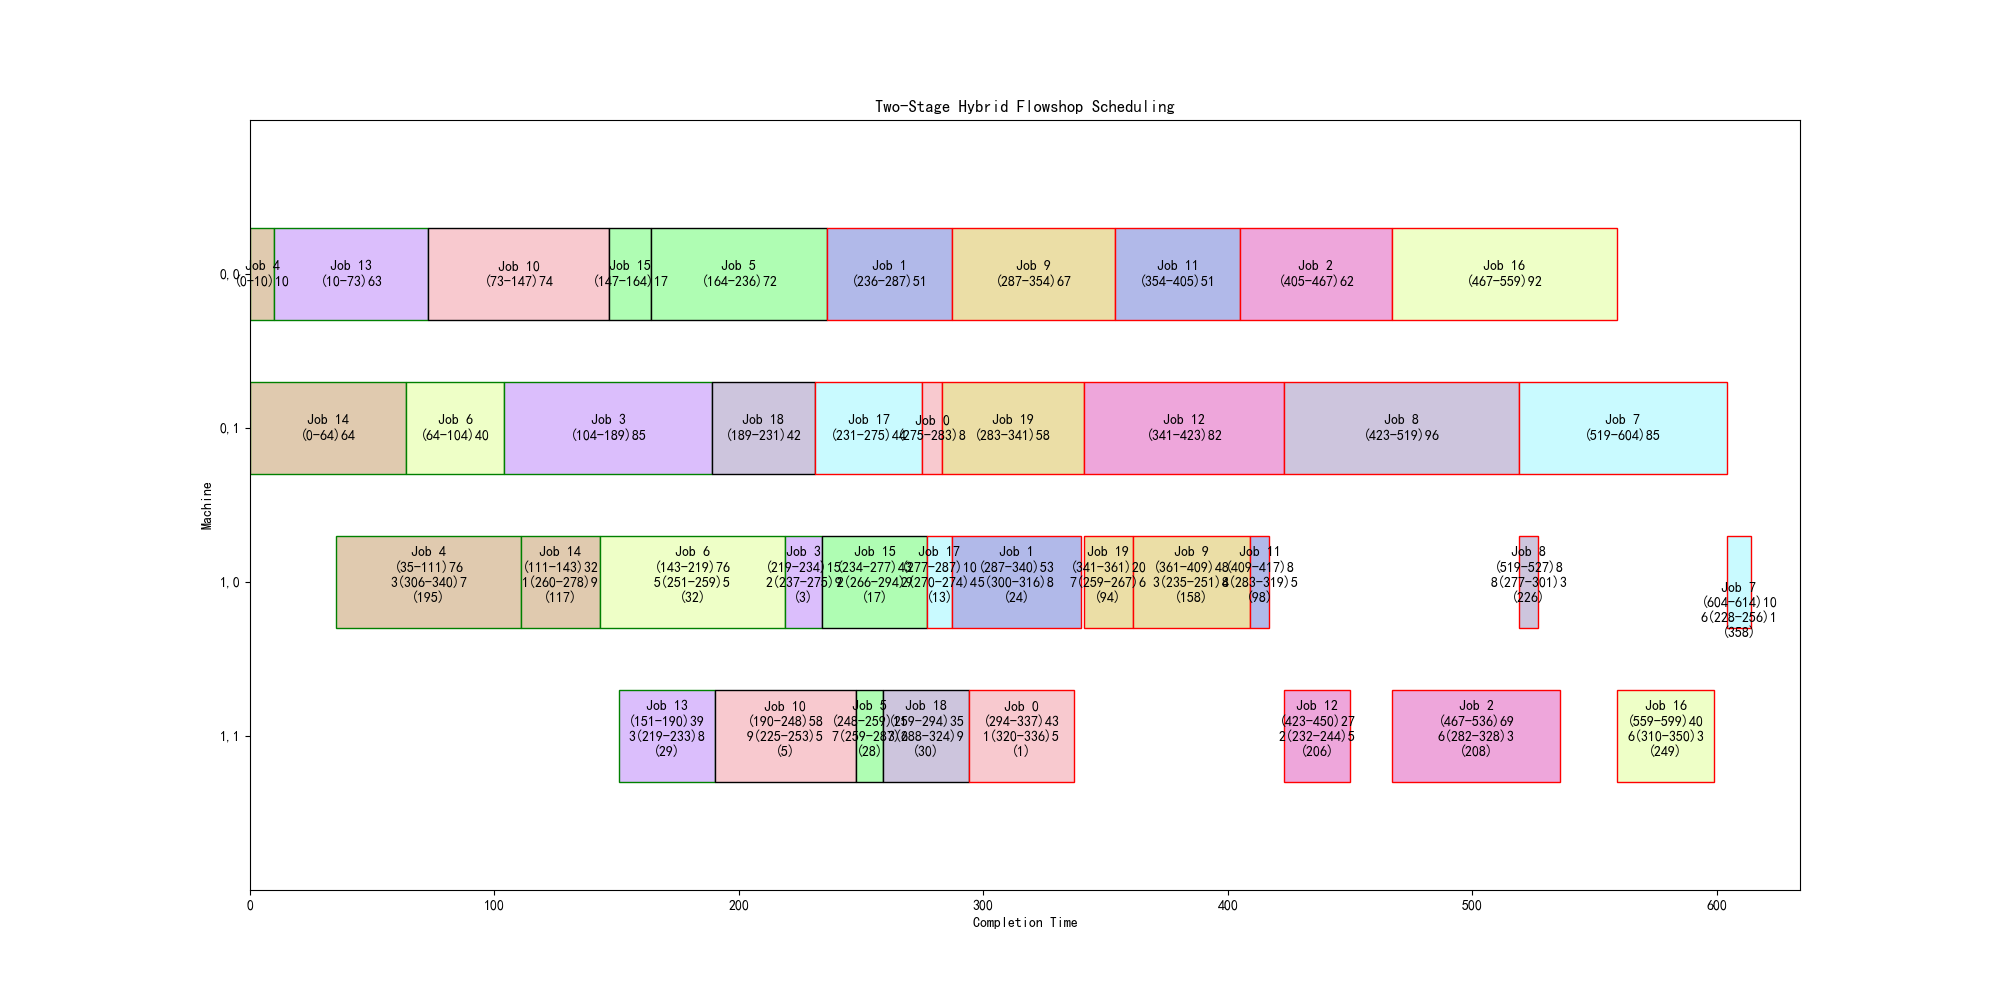 Two-Stage Hybrid Flowshop Scheduling
0,0
Job 4
(0-10)10
Job 13
(10-73)63
Job 10
(73-147)74
Job 15
(147-164)17
Job 5
(164-236)72
Job 1
(236-287)51
Job 9
(287-354)67
Job 11
(354-405)51
Job 2
(405-467)62
Job 16
(467-559)92
0,1
Job 14
(0-64)64
Job 6
(64-104)40
Job 3
(104-189)85
Job 18
(189-231)42
Job 17
(231-275)44
Job 0
(275-283)8
Job 19
(283-341)58
Job 12
(341-423)82
Job 8
(423-519)96
Job 7
(519-604)85
Machine
1,0
Job 4
(35-111)76
3(306-340)7
(195)
Job 14
(111-143)32
1(260-278)9
(117)
Job 6
(143-219)76
5(251-259)5
(32)
Job 3
(219-234)15
2(237-275)9
(3)
Job 15
(234-277)43
2(266-294)9
(17)
Job 17
(277-287)10
2(270-274)4
(13)
Job 1
(287-340)53
5(300-316)8
(24)
Job 19
(341-361)20
7(259-267)6
(94)
Job 9
(361-409)48
3(235-251)8
(158)
Job 11
(409-417)8
4(283-319)5
(98)
Job 8
(519-527)8
8(277-301)3
(226)
Job 7
(604-614)10
6(228-256)1
(358)
1,1
Job 13
(151-190)39
3(219-233)8
(29)
Job 10
(190-248)58
9(225-253)5
(5)
Job 5
(248-259)11
(28)
Job 18
(259-294)35
(30)
Job 0
(294-337)43
1(320-336)5
(1)
Job 12
(423-450)27
2(232-244)5
(206)
Job 2
(467-536)69
6(282-328)3
(208)
Job 16
(559-599)40
6(310-350)3
(249)
0
100
200
300
400
500
600
Completion Time